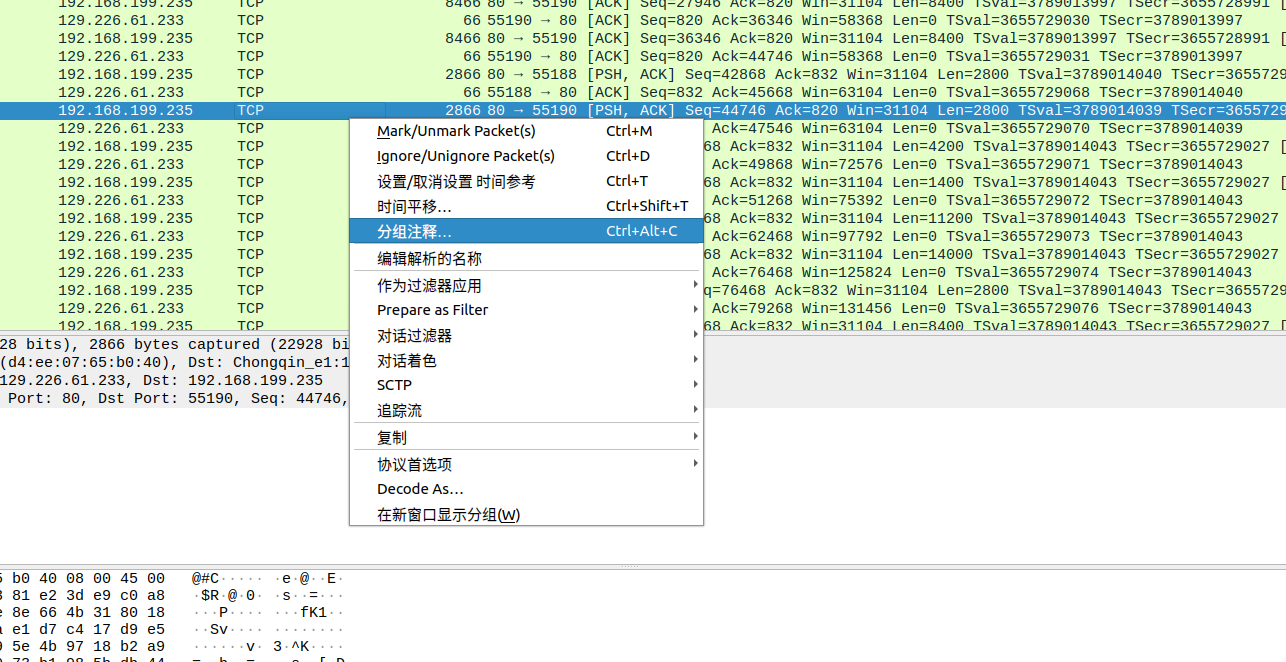 192.168.199.235 TCP 8466 80 → 55190 [ACK] Seq=27946 Ack=820 Win=31104 Len=8400 TSval=3789013997 TSecr=3655728991 [
129.226.61.233 TCP 66 55190 → 80 [ACK] Seq=820 Ack=36346 Win=58368 Len=0 TSval=3655729030 TSecr=3789013997
192.168.199.235 TCP 8466 80 → 55190 [ACK] Seq=36346 Ack=820 Win=31104 Len=8400 TSval=3789013997 TSecr=3655728991 [
129.226.61.233 TCP 66 55190 → 80 [ACK] Seq=820 Ack=44746 Win=58368 Len=0 TSval=3655729031 TSecr=3789013997
192.168.199.235 TCP 2866 80 → 55188 [PSH, ACK] Seq=42868 Ack=832 Win=31104 Len=2800 TSval=3789014040 TSecr=3655729
129.226.61.233 TCP 66 55188 → 80 [ACK] Seq=832 Ack=45668 Win=63104 Len=0 TSval=3655729068 TSecr=3789014040
192.168.199.235 TCP 2866 80 → 55190 [PSH, ACK] Seq=44746 Ack=820 Win=31104 Len=2800 TSval=3789014039 TSecr=3655729
129.226.61.233 TCP Ack=47546 Win=63104 Len=0 TSval=3655729070 TSecr=3789014039
192.168.199.235 TCP 68 Ack=832 Win=31104 Len=4200 TSval=3789014043 TSecr=3655729027 [
129.226.61.233 TCP Ack=49868 Win=72576 Len=0 TSval=3655729071 TSecr=3789014043
192.168.199.235 TCP 68 Ack=832 Win=31104 Len=1400 TSval=3789014043 TSecr=3655729027 [
129.226.61.233 TCP Ack=51268 Win=75392 Len=0 TSval=3655729072 TSecr=3789014043
192.168.199.235 TCP 68 Ack=832 Win=31104 Len=11200 TSval=3789014043 TSecr=3655729027
129.226.61.233 TCP Ack=62468 Win=97792 Len=0 TSval=3655729073 TSecr=3789014043
192.168.199.235 TCP 68 Ack=832 Win=31104 Len=14000 TSval=3789014043 TSecr=3655729027
129.226.61.233 TCP Ack=76468 Win=125824 Len=0 TSval=3655729074 TSecr=3789014043
192.168.199.235 TCP q=76468 Ack=832 Win=31104 Len=2800 TSval=3789014043 TSecr=3655729
129.226.61.233 TCP Ack=79268 Win=131456 Len=0 TSval=3655729076 TSecr=3789014043
192.168.199.235 TCP 68 Ack=832 Win=31104 Len=8400 TSval=3789014043 TSecr=3655729027 [
Mark/Unmark Packet(s) Ctrl+M
Ignore/Unignore Packet(s) Ctrl+D
设置/取消设置 时间参考 Ctrl+T
时间平移… Ctrl+Shift+T
分组注释… Ctrl+Alt+C
编辑解析的名称
作为过滤器应用
Prepare as Filter
对话过滤器
对话着色
SCTP
追踪流
复制
协议首选项
Decode As…
在新窗口显示分组(W)
28 bits), 2866 bytes captured (22928 bi
(d4:ee:07:65:b0:40), Dst: Chongqin_e1:1
129.226.61.233, Dst: 192.168.199.235
Port: 80, Dst Port: 55190, Seq: 44746,
b0 40 08 00 45 00 @#C····· ·e·@··E·
81 e2 3d e9 c0 a8 ·$R·@·0· ·s··=···
8e 66 4b 31 80 18 ···P···· ···fK1··
e1 d7 c4 17 d9 e5 ··Sv···· ········
5e 4b 97 18 b2 a9 ······v· 3·^K····